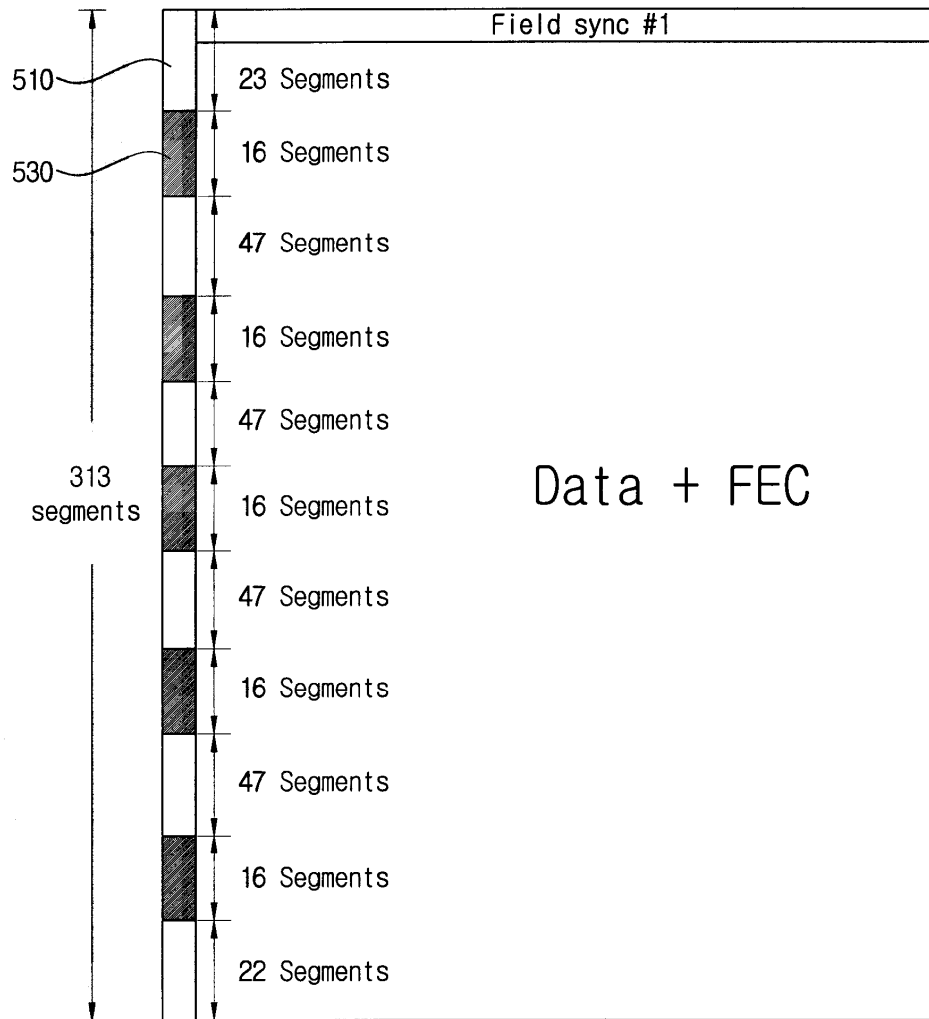 Field sync #1
510
23 Segments
530
16 Segments
47 Segments
16 Segments
47 Segments
313
segments
16 Segments
Data + FEC
47 Segments
16 Segments
47 Segments
16 Segments
22 Segments